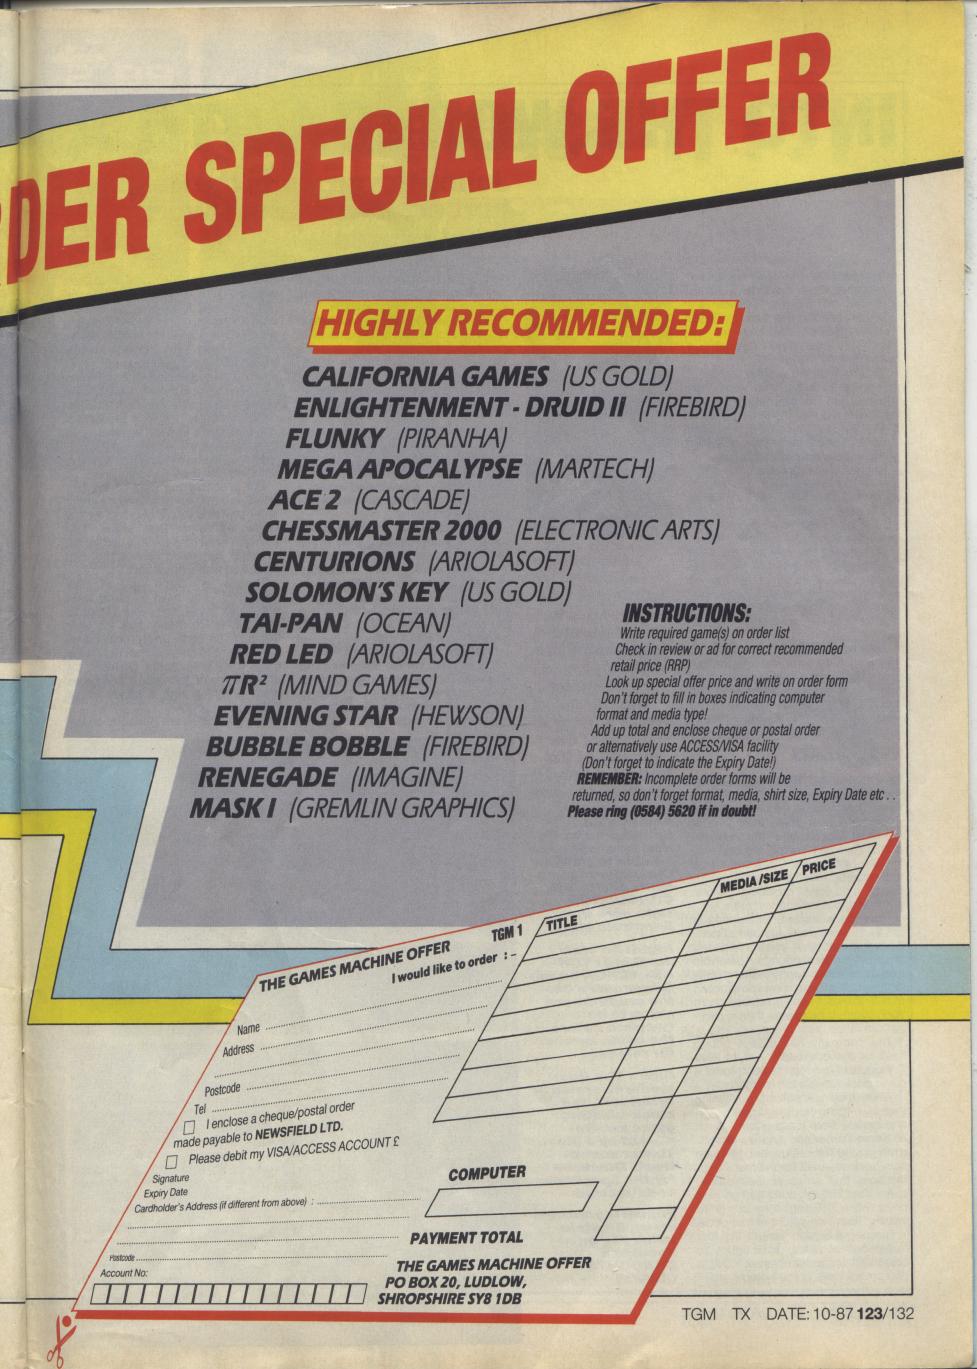 DER SPECIAL OFFER
HIGHLY RECOMMENDED:
CALIFORNIA GAMES (US GOLD)
ENLIGHTENMENT - DRUID II (FIREBIRD)
FLUNKY (PIRANHA)
MEGA APOCALYPSE (MARTECH)
ACE 2 (CASCADE)
CHESSMASTER 2000 (ELECTRONIC ARTS)
CENTURIONS (ARIOLASOFT)
SOLOMON'S KEY (US GOLD)
TAI-PAN (OCEAN)
RED LED (ARIOLASOFT)
πR² (MIND GAMES)
EVENING STAR (HEWSON)
BUBBLE BOBBLE (FIREBIRD)
RENEGADE (IMAGINE)
MASK I (GREMLIN GRAPHICS)
INSTRUCTIONS:
Write required game(s) on order list
Check in review or ad for correct recommended
retail price (RRP)
Look up special offer price and write on order form
Don't forget to fill in boxes indicating computer
format and media type!
Add up total and enclose cheque or postal order
or alternatively use ACCESS/VISA facility
(Don't forget to indicate the Expiry Date!)
REMEMBER: Incomplete order forms will be
returned, so don't forget format, media, shirt size, Expiry Date etc . .
Please ring (0584) 5620 if in doubt!
THE GAMES MACHINE OFFER TGM 1
I would like to order : –
Name
Address
Postcode
Tel
I enclose a cheque/postal order
made payable to NEWSFIELD LTD.
Please debit my VISA/ACCESS ACCOUNT £
Signature
Expiry Date
Cardholder's Address (if different from above) :
Postcode
Account No:
TITLE MEDIA/SIZE PRICE
COMPUTER
PAYMENT TOTAL
THE GAMES MACHINE OFFER
PO BOX 20, LUDLOW,
SHROPSHIRE SY8 1DB
TGM TX DATE: 10-87 123/132